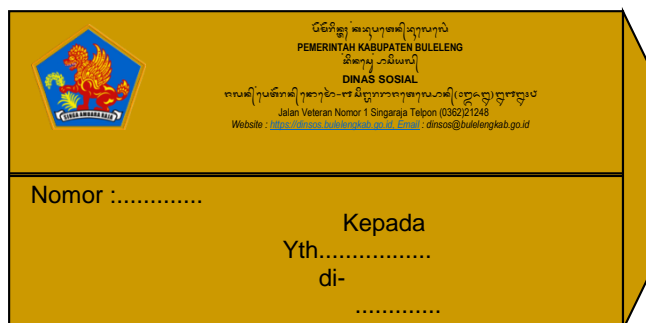 PEMERINTAH KABUPATEN BULELENG
DINAS SOSIAL
Jalan Veteran Nomor 1 Singaraja Telpon (0362)21248
Website : https://dinsos.bulelengkab.go.id. Email : dinsos@bulelengkab.go.id
SINGA AMBARA RAJA
Nomor :.............
Kepada
Yth.................
di-
.............